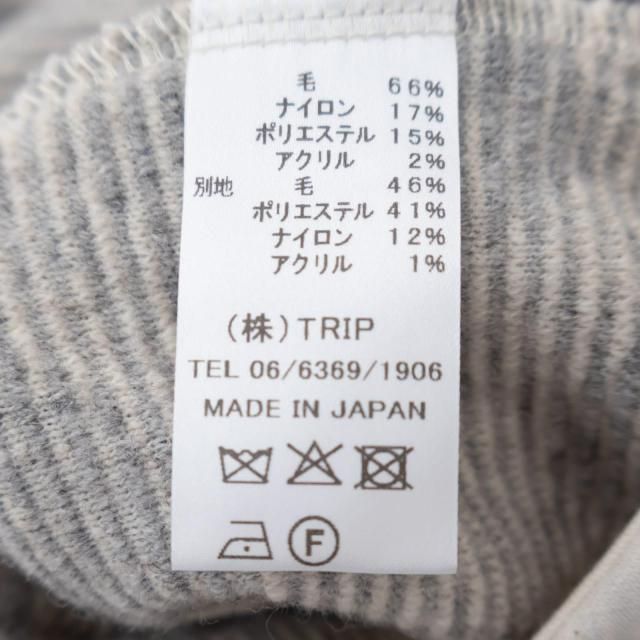 毛 66%
ナイロン 17%
ポリエステル 15%
アクリル 2%
別地 毛 46%
ポリエステル 41%
ナイロン 12%
アクリル 1%
(株)TRIP
TEL 06/6369/1906
MADE IN JAPAN
F